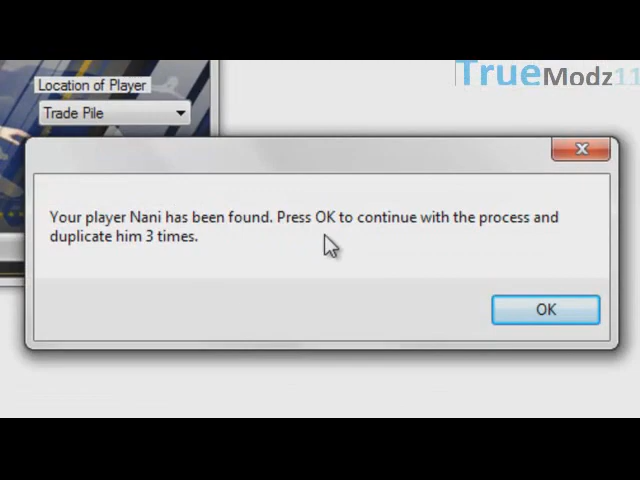 TrueModz11
Location of Player
Trade Pile
Your player Nani has been found. Press OK to continue with the process and
duplicate him 3 times.
OK